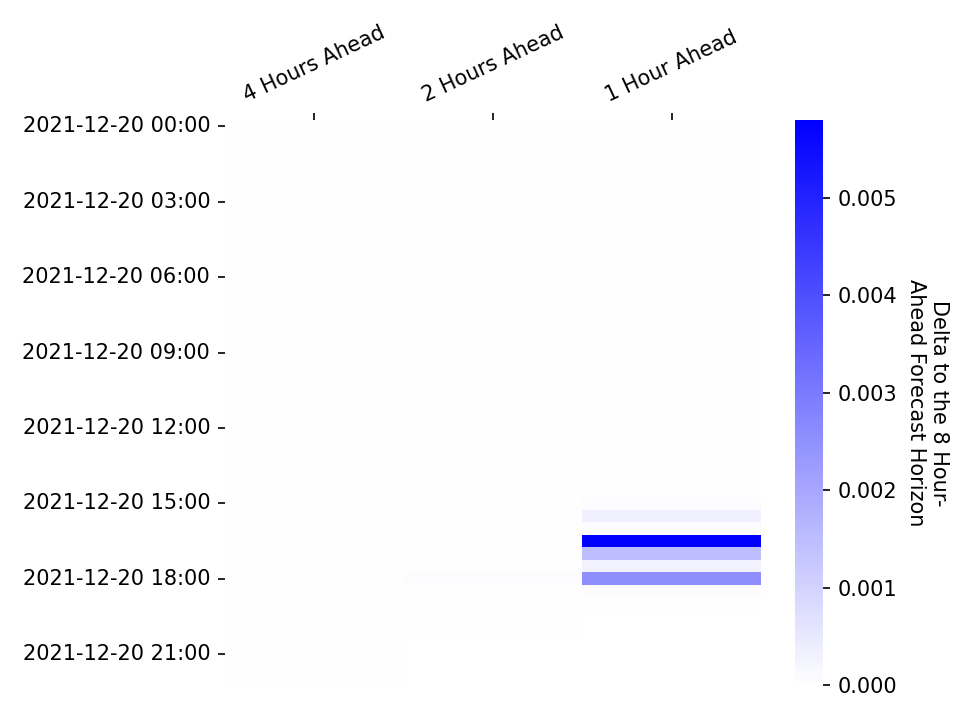 4 Hours Ahead
2 Hours Ahead
1 Hour Ahead
2021-12-20 00:00
2021-12-20 03:00
2021-12-20 06:00
2021-12-20 09:00
2021-12-20 12:00
2021-12-20 15:00
2021-12-20 18:00
2021-12-20 21:00
0.005
0.004
0.003
0.002
0.001
0.000
Delta to the 8 Hour-
Ahead Forecast Horizon